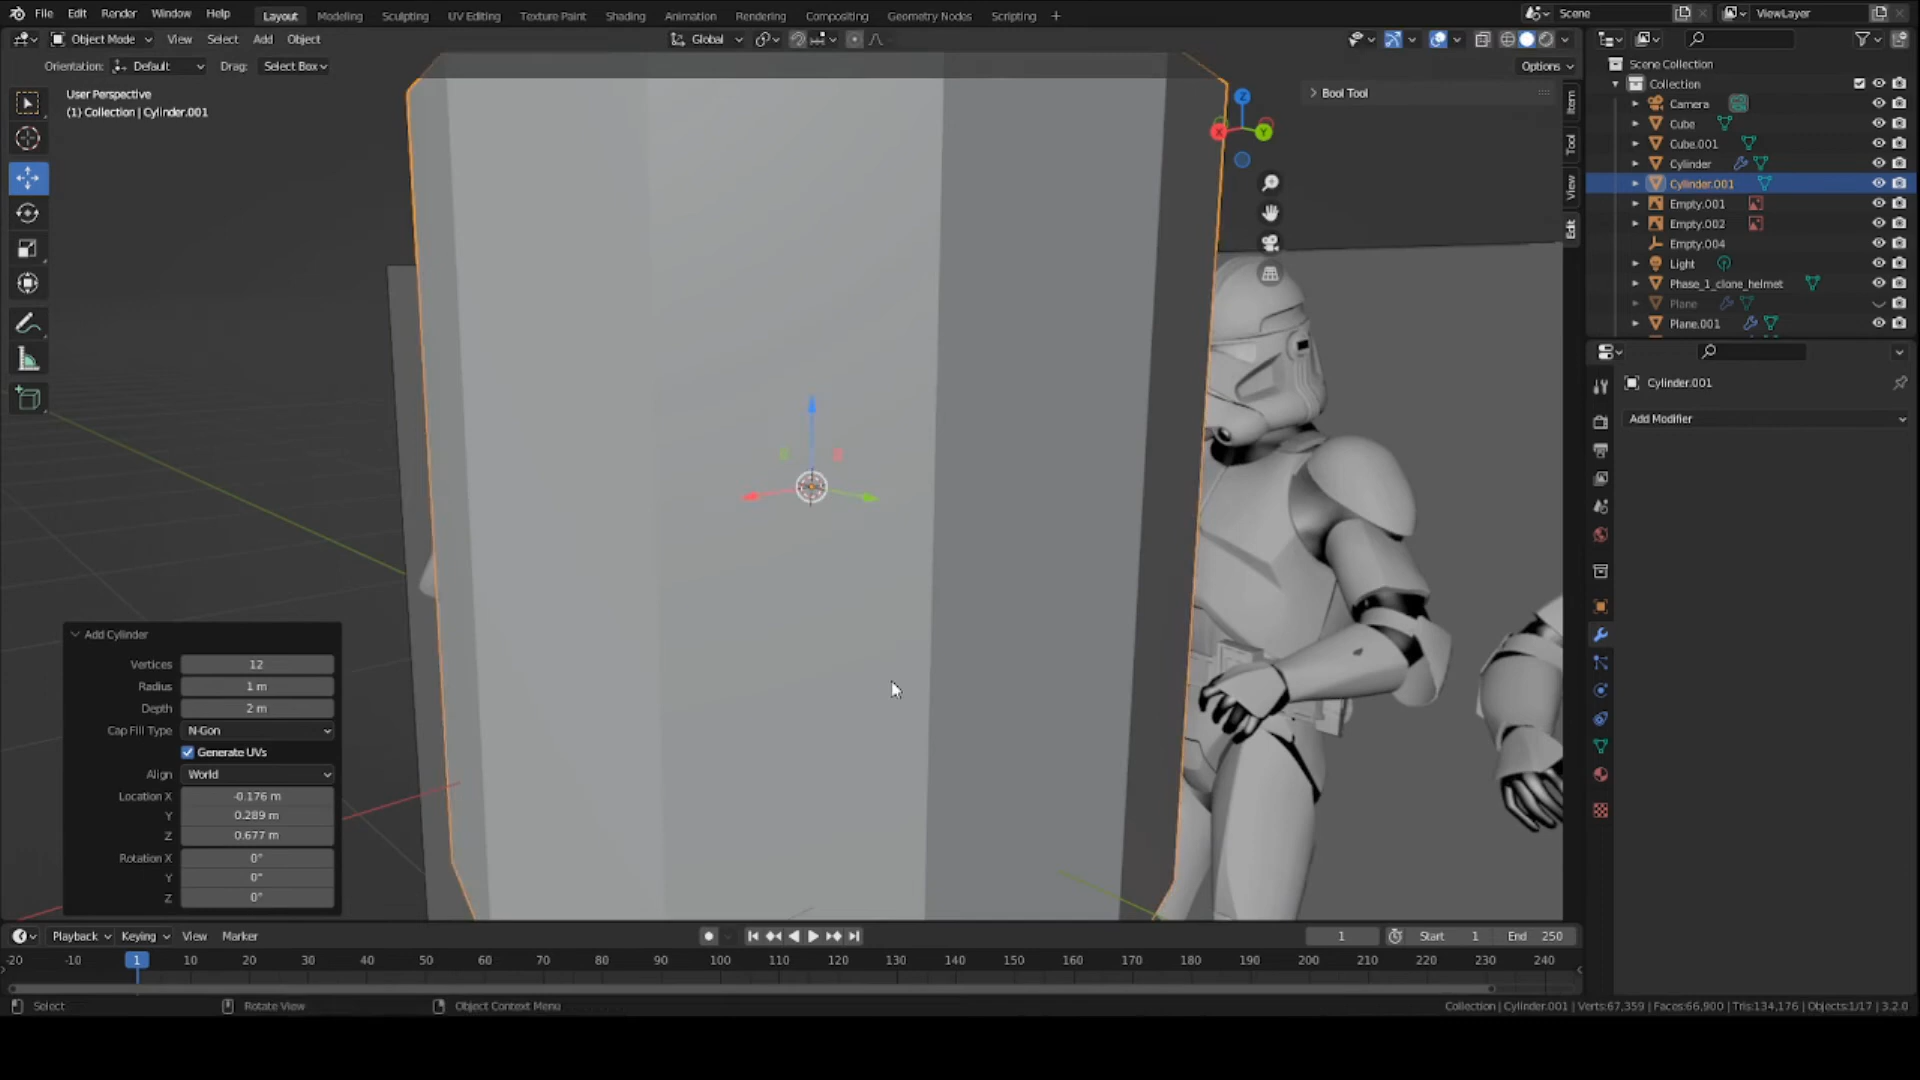 File Edit Render Window Help Layout Modeling Sculpting UV Editing Texture Paint Shading Animation Rendering Compositing Geometry Nodes Scripting + Scene ViewLayer
Object Mode View Select Add Object Global
Orientation: Default Drag: Select Box Options
User Perspective
(1) Collection | Cylinder.001
Bool Tool
Z
X
Y
Item
Tool
View
Edit
Scene Collection
Collection
Camera
Cube
Cube.001
Cylinder
Cylinder.001
Empty.001
Empty.002
Empty.004
Light
Phase_1_clone_helmet
Plane
Plane.001
Cylinder.001
Add Modifier
Add Cylinder
Vertices 12
Radius 1 m
Depth 2 m
Cap Fill Type N-Gon
Generate UVs
Align World
Location X -0.176 m
Y 0.289 m
Z 0.677 m
Rotation X 0°
Y 0°
Z 0°
Playback Keying View Marker 1 Start 1 End 250
-20 -10 1 10 20 30 40 50 60 70 80 90 100 110 120 130 140 150 160 170 180 190 200 210 220 230 240
Select Rotate View Object Context Menu Collection | Cylinder.001 | Verts:67,359 | Faces:66,900 | Tris:134,176 | Objects:1/17 | 3.2.0